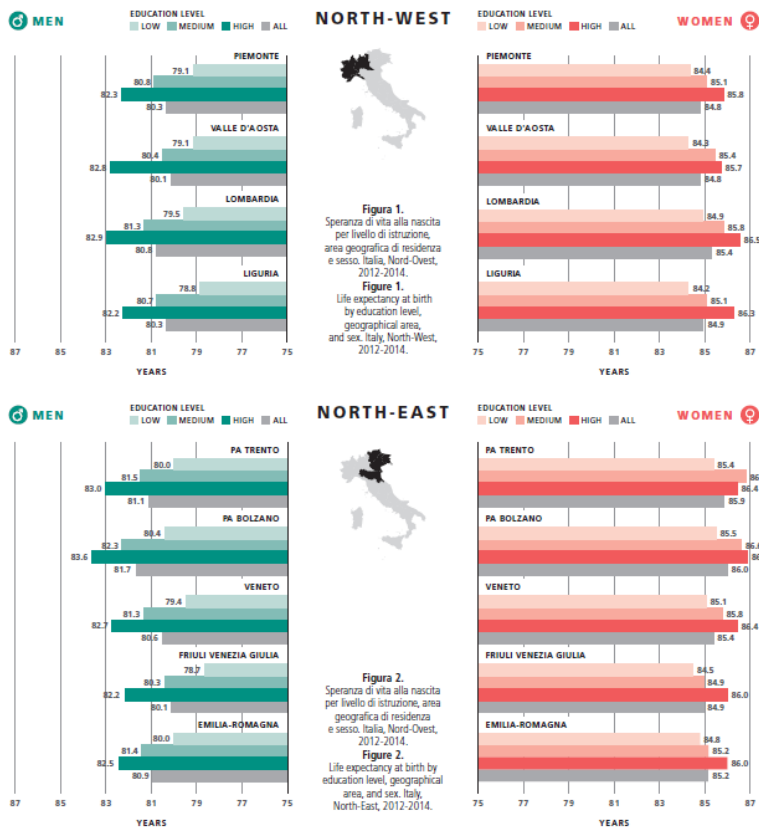 MEN
EDUCATION LEVEL
LOW MEDIUM HIGH ALL
NORTH-WEST
EDUCATION LEVEL
LOW MEDIUM HIGH ALL
WOMEN
PIEMONTE
79.1
80.8
82.3
80.3
VALLE D'AOSTA
79.1
80.4
82.8
80.1
LOMBARDIA
79.5
81.3
82.9
80.8
LIGURIA
78.8
80.7
82.2
80.3
87 85 83 81 79 77 75
YEARS
Figura 1.
Speranza di vita alla nascita
per livello di istruzione,
area geografica di residenza
e sesso. Italia, Nord-Ovest,
2012-2014.
Figure 1.
Life expectancy at birth
by education level,
geographical area,
and sex. Italy, North-West,
2012-2014.
PIEMONTE
84.4
85.1
85.8
84.8
VALLE D'AOSTA
84.3
85.4
85.7
84.8
LOMBARDIA
84.9
85.8
86.5
85.4
LIGURIA
84.2
85.1
86.3
84.9
75 77 79 81 83 85 87
YEARS
MEN
EDUCATION LEVEL
LOW MEDIUM HIGH ALL
NORTH-EAST
EDUCATION LEVEL
LOW MEDIUM HIGH ALL
WOMEN
PA TRENTO
80.0
81.5
83.0
81.1
PA BOLZANO
80.4
82.3
83.6
81.7
VENETO
79.4
81.3
82.7
80.6
FRIULI VENEZIA GIULIA
78.7
80.3
82.2
80.1
EMILIA-ROMAGNA
80.0
81.4
82.5
80.9
87 85 83 81 79 77 75
YEARS
Figura 2.
Speranza di vita alla nascita
per livello di istruzione, area
geografica di residenza
e sesso. Italia, Nord-Ovest,
2012-2014.
Figure 2.
Life expectancy at birth by
education level, geographical
area, and sex. Italy,
North-East, 2012-2014.
PA TRENTO
85.4
86.4
85.9
PA BOLZANO
85.5
86.0
VENETO
85.1
85.8
86.4
85.4
FRIULI VENEZIA GIULIA
84.5
84.9
86.0
84.9
EMILIA-ROMAGNA
84.8
85.2
86.0
85.2
75 77 79 81 83 85 87
YEARS